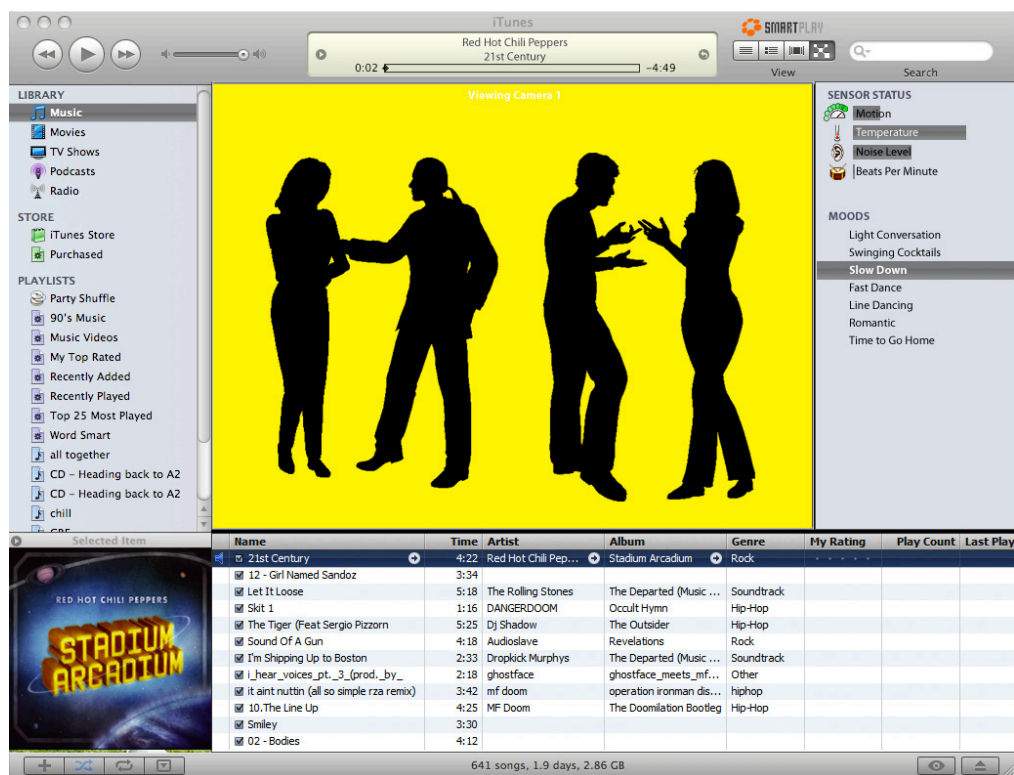 iTunes
SMARTPLAY
Red Hot Chili Peppers
21st Century
0:02
-4:49
View
Search
LIBRARY
Music
Movies
TV Shows
Podcasts
Radio
STORE
iTunes Store
Purchased
PLAYLISTS
Party Shuffle
90's Music
Music Videos
My Top Rated
Recently Added
Recently Played
Top 25 Most Played
Word Smart
all together
CD – Heading back to A2
CD – Heading back to A2
chill
Viewing Camera 1
SENSOR STATUS
Motion
Temperature
Noise Level
Beats Per Minute
MOODS
Light Conversation
Swinging Cocktails
Slow Down
Fast Dance
Line Dancing
Romantic
Time to Go Home
Selected Item
RED HOT CHILI PEPPERS
STADIUM
ARCADIUM
Name Time Artist Album Genre My Rating Play Count Last Play
21st Century 4:22 Red Hot Chili Pep... Stadium Arcadium Rock
12 - Girl Named Sandoz 3:34
Let It Loose 5:18 The Rolling Stones The Departed (Music ... Soundtrack
Skit 1 1:16 DANGERDOOM Occult Hymn Hip-Hop
The Tiger (Feat Sergio Pizzorn 5:25 Dj Shadow The Outsider Hip-Hop
Sound Of A Gun 4:18 Audioslave Revelations Rock
I'm Shipping Up to Boston 2:33 Dropkick Murphys The Departed (Music ... Soundtrack
i_hear_voices_pt._3_(prod._by_ 2:18 ghostface ghostface_meets_mf... Other
it aint nuttin (all so simple rza remix) 3:42 mf doom operation ironman dis... hiphop
10.The Line Up 4:25 MF Doom The Doomilation Bootleg Hip-Hop
Smiley 3:30
02 - Bodies 4:12
641 songs, 1.9 days, 2.86 GB